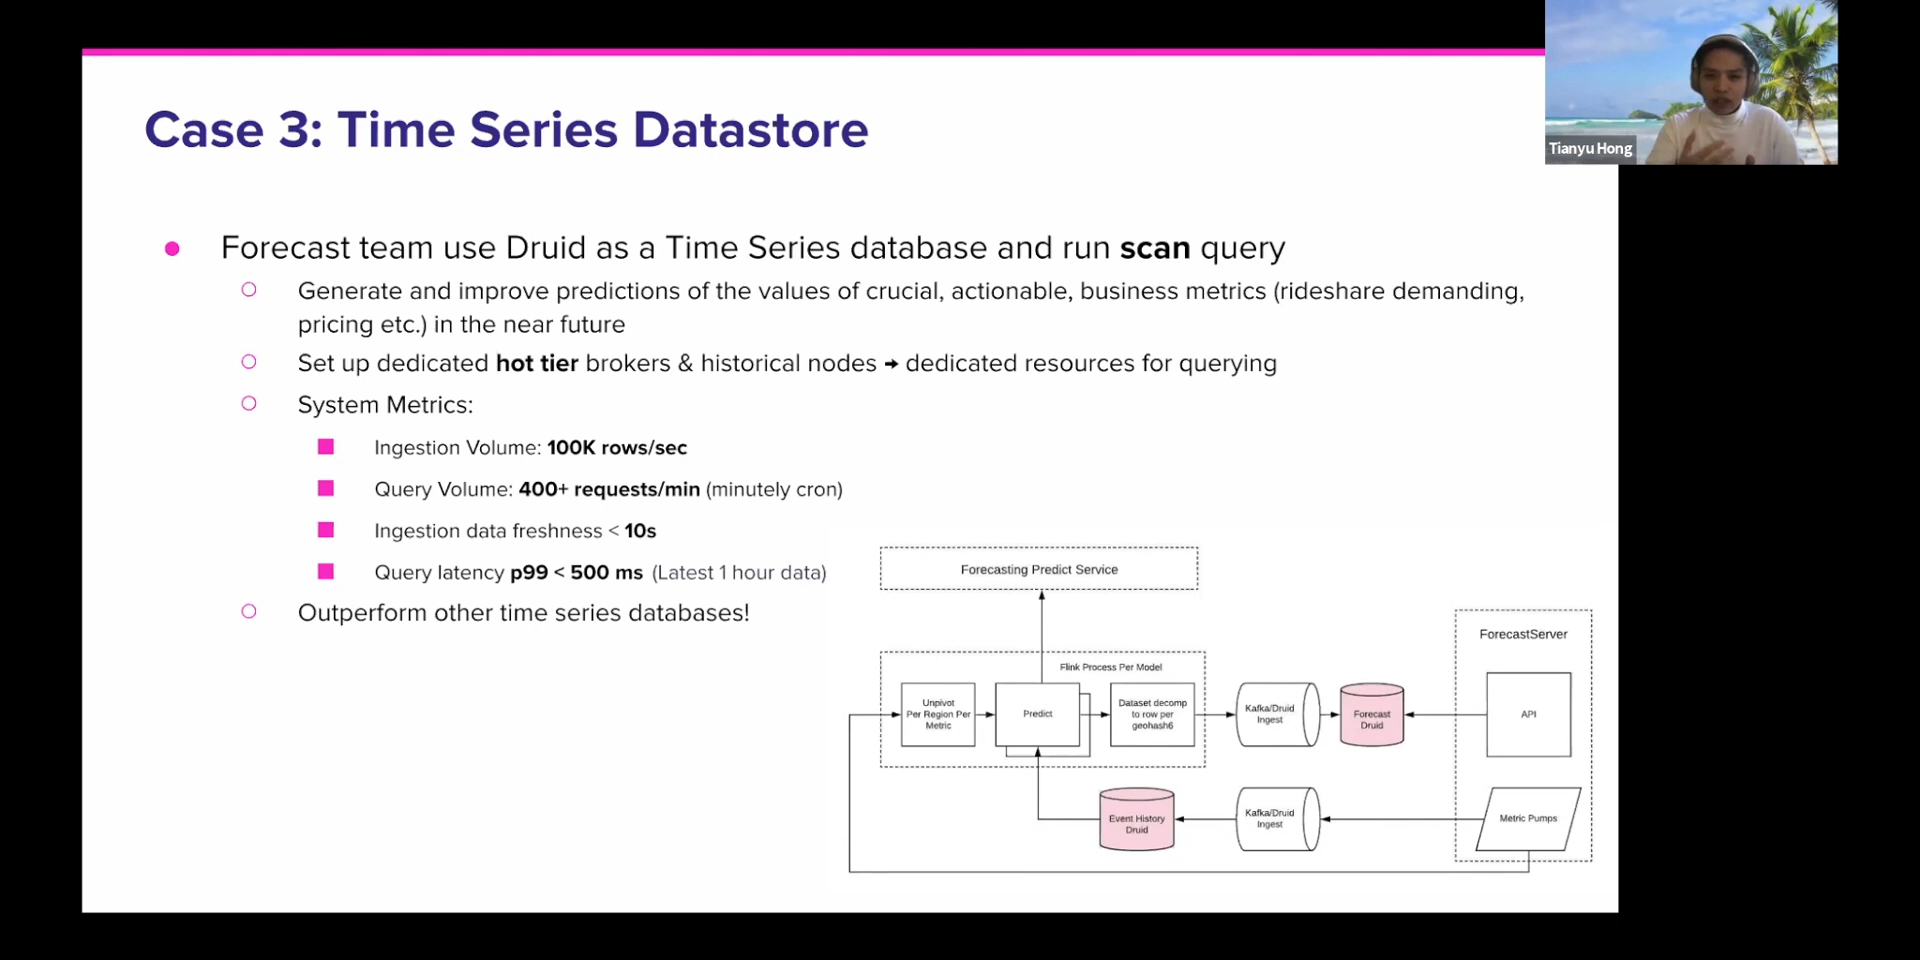 Tianyu Hong
Case 3: Time Series Datastore
Forecast team use Druid as a Time Series database and run scan query
Generate and improve predictions of the values of crucial, actionable, business metrics (rideshare demanding,
pricing etc.) in the near future
Set up dedicated hot tier brokers & historical nodes → dedicated resources for querying
System Metrics:
Ingestion Volume: 100K rows/sec
Query Volume: 400+ requests/min (minutely cron)
Ingestion data freshness < 10s
Query latency p99 < 500 ms (Latest 1 hour data)
Outperform other time series databases!
Forecasting Predict Service
Flink Process Per Model
Unpivot
Per Region Per
Metric
Predict
Dataset decomp
to row per
geohash6
Kafka/Druid
Ingest
Forecast
Druid
ForecastServer
API
Event History
Druid
Kafka/Druid
Ingest
Metric Pumps